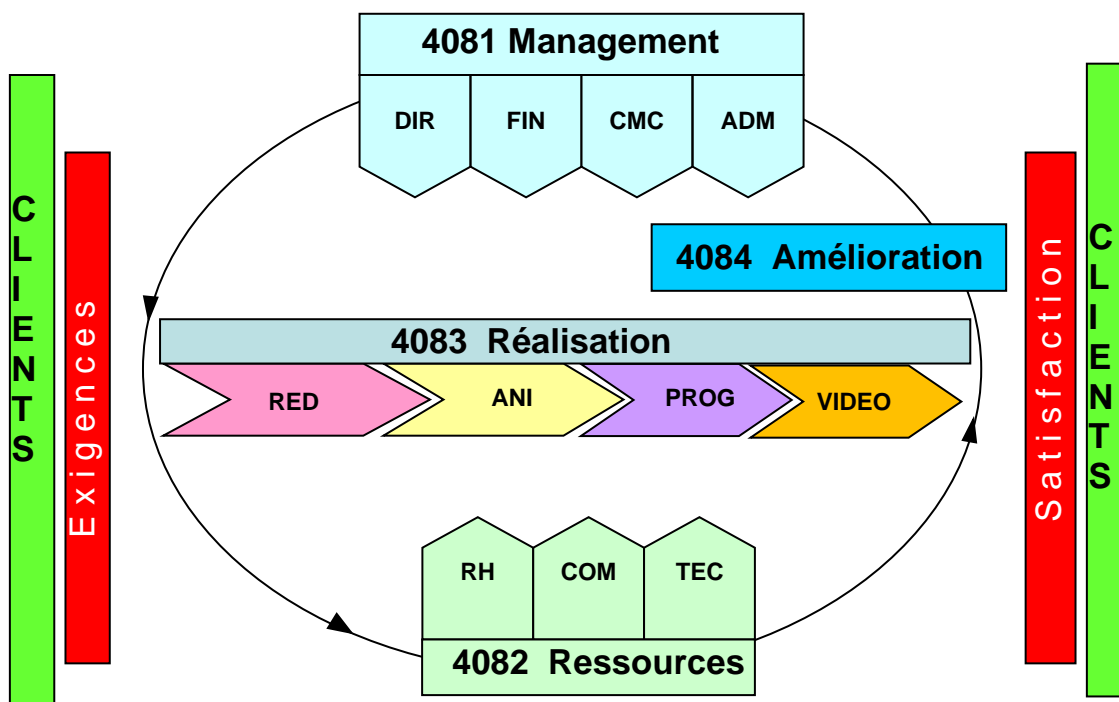 4081 Management
DIR FIN CMC ADM
CLIENTS
Exigences
4084 Amélioration
4083 Réalisation
RED ANI PROG VIDEO
RH COM TEC
4082 Ressources
Satisfaction
CLIENTS